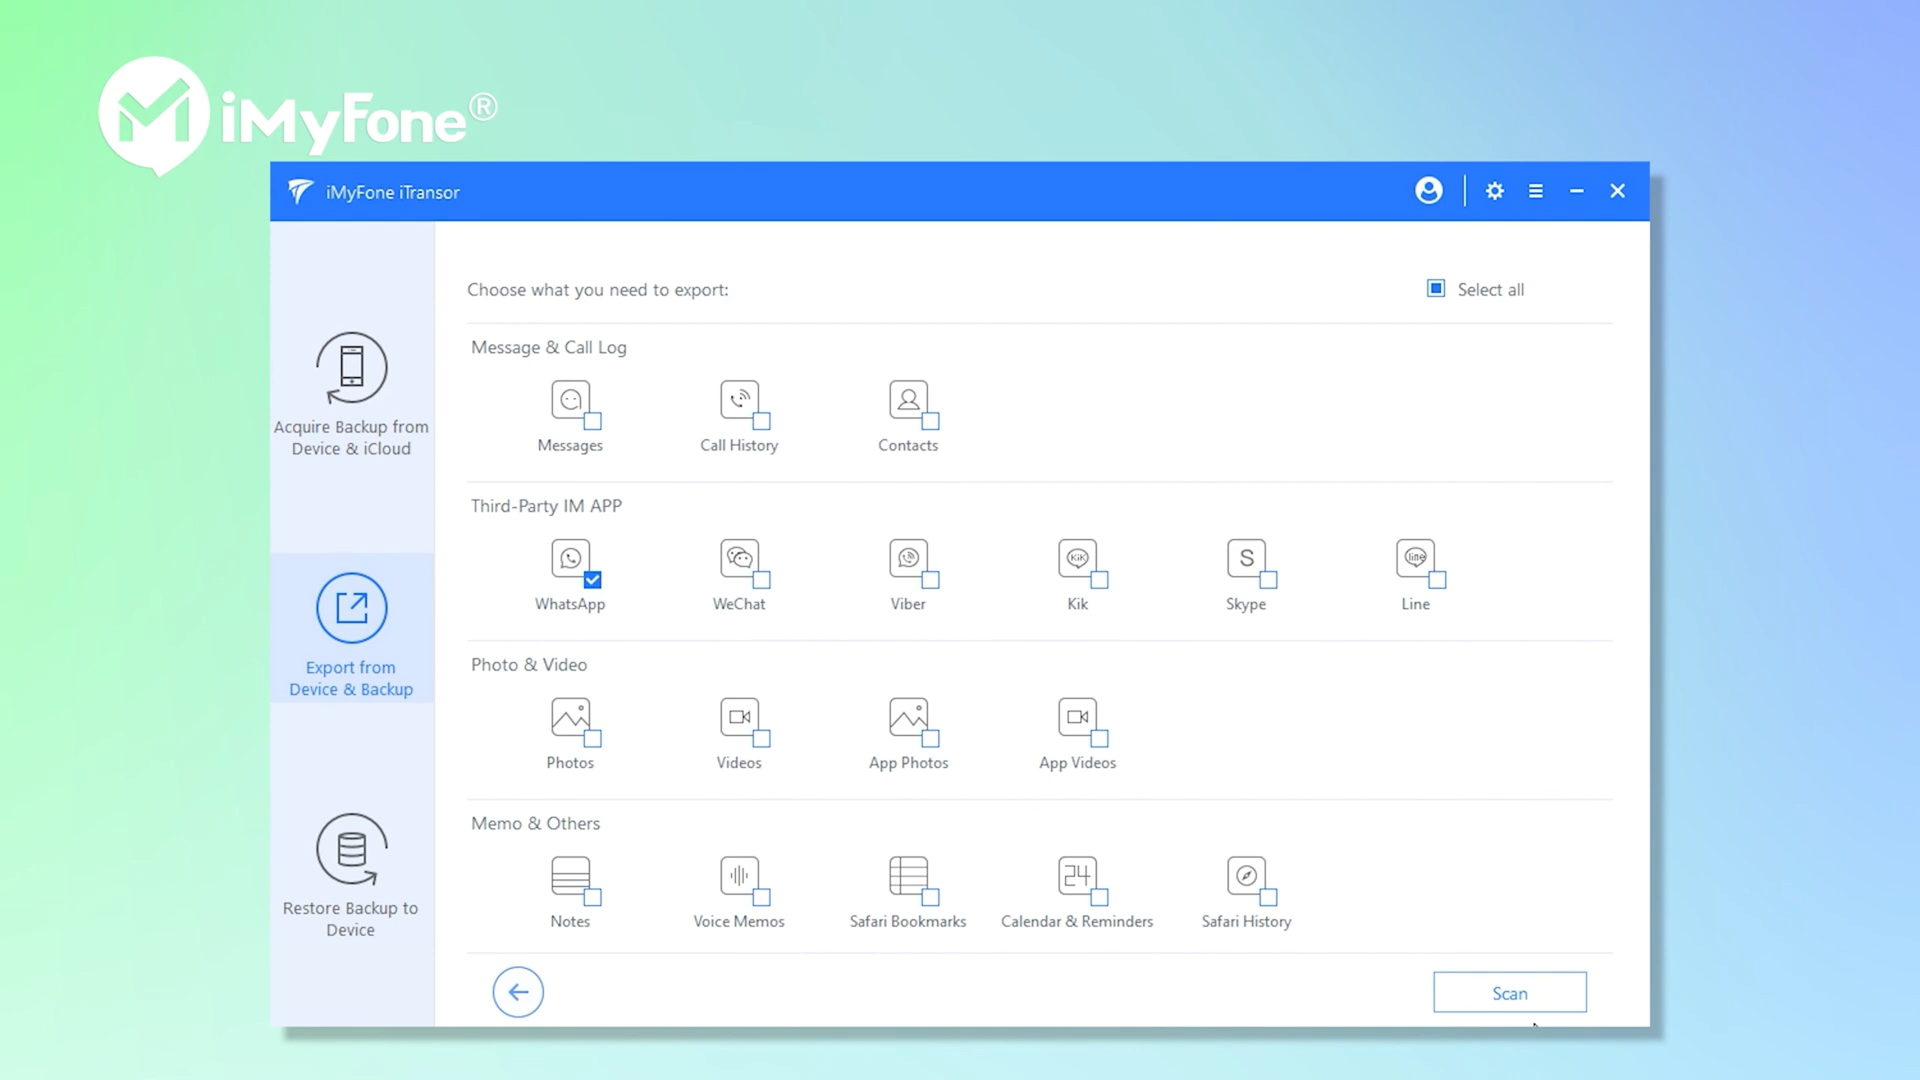 iMyFone®
iMyFone iTransor
Choose what you need to export:
Select all
Message & Call Log
Messages
Call History
Contacts
Third-Party IM APP
WhatsApp
WeChat
Viber
KiK
Kik
S
Skype
line
Line
Photo & Video
Photos
Videos
App Photos
App Videos
Memo & Others
Notes
Voice Memos
Safari Bookmarks
24
Calendar & Reminders
Safari History
Scan
Acquire Backup from
Device & iCloud
Export from
Device & Backup
Restore Backup to
Device